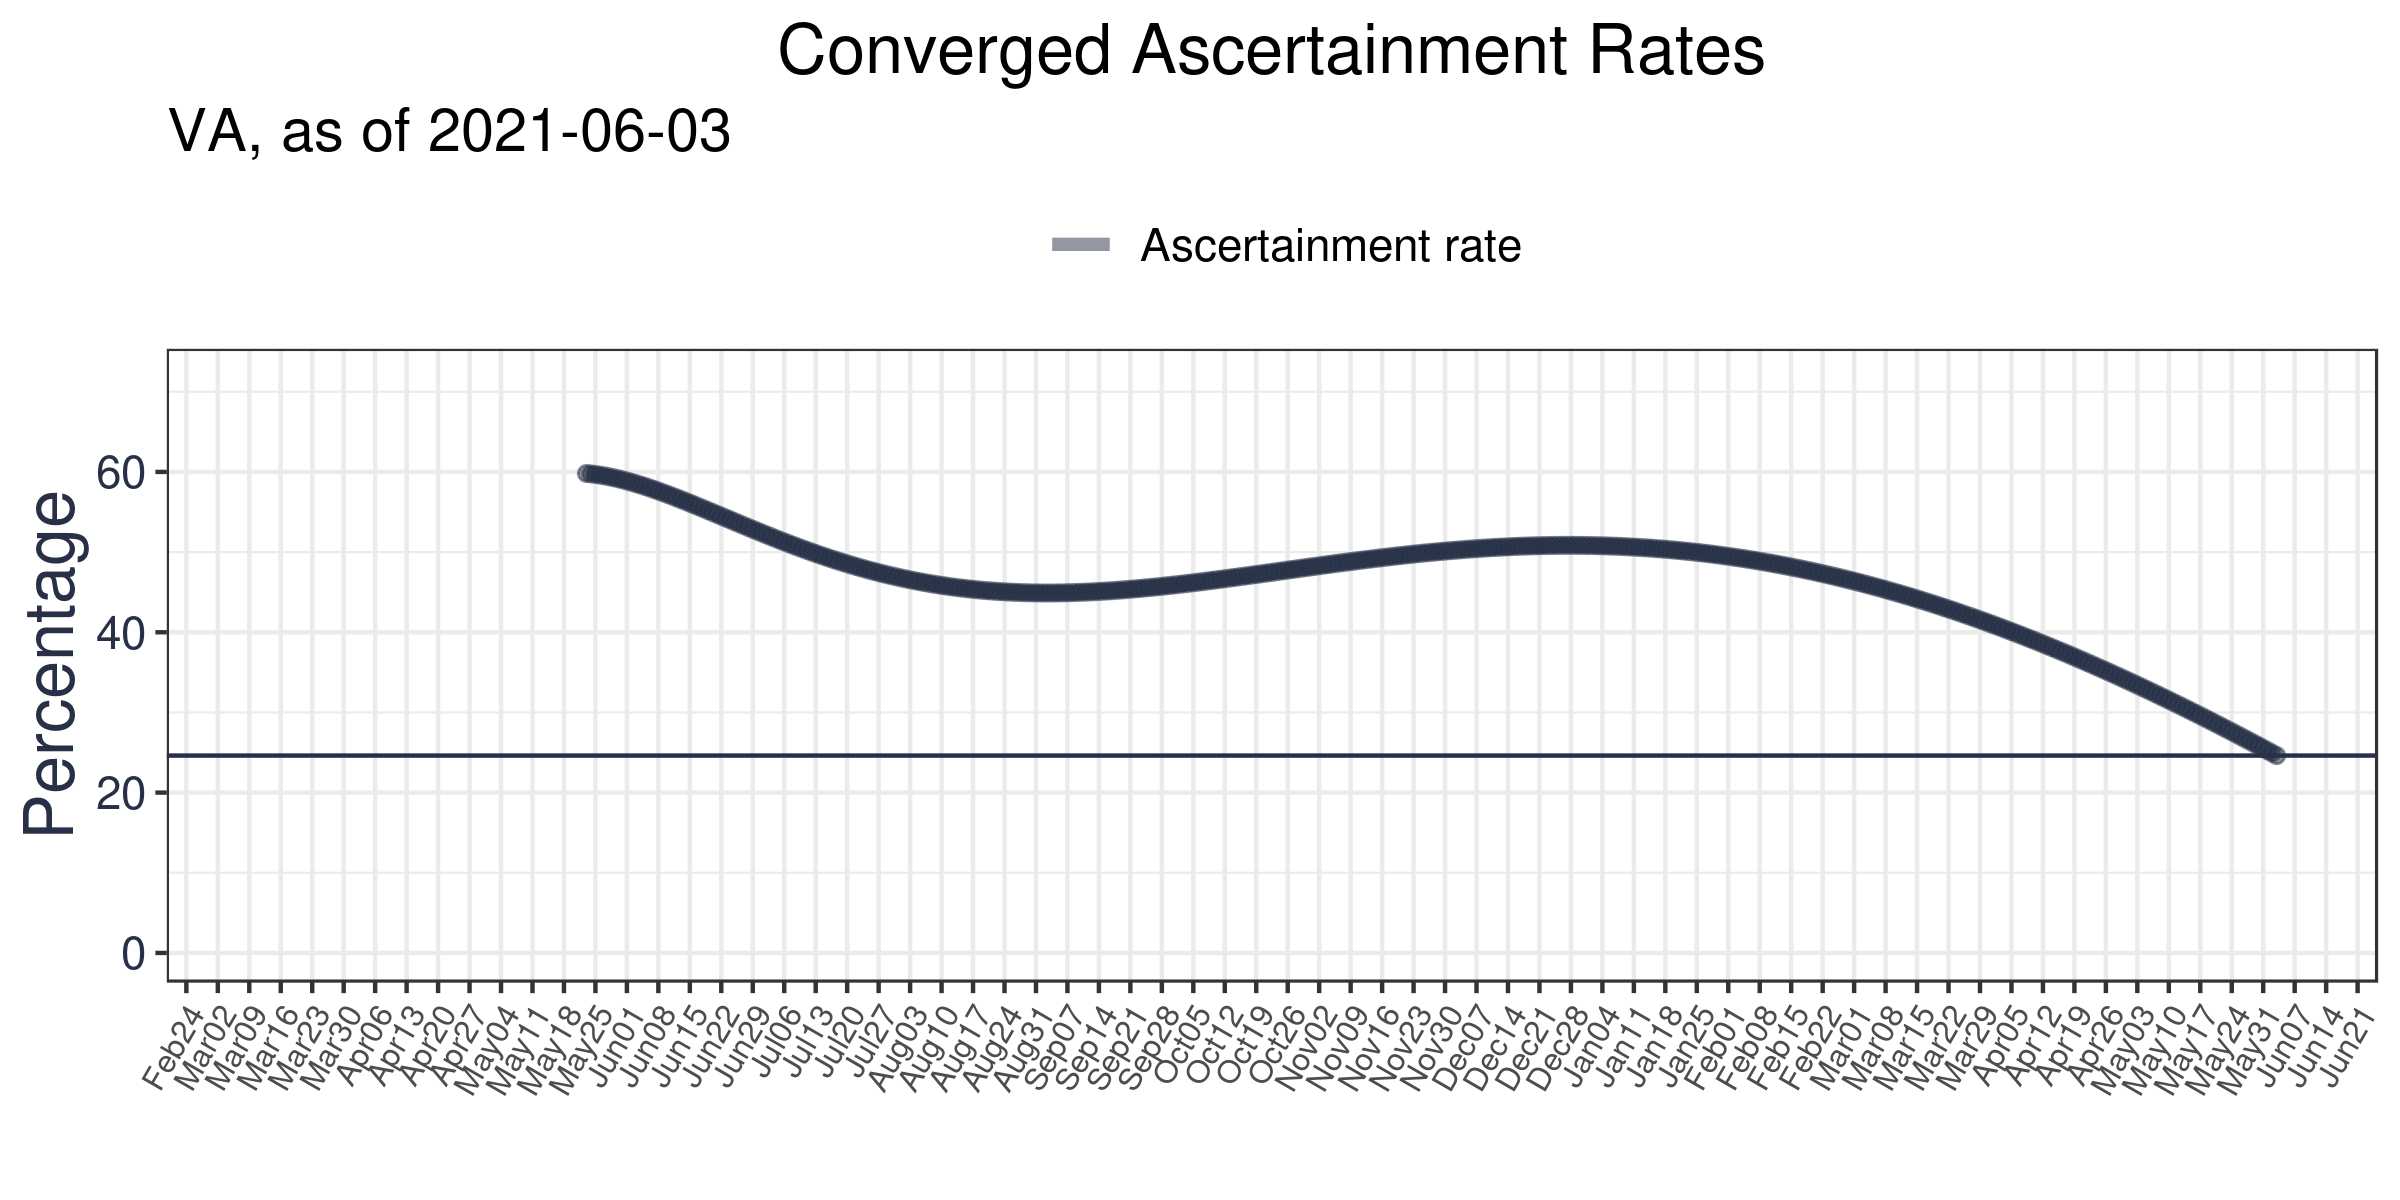 Converged Ascertainment Rates
VA, as of 2021-06-03
Ascertainment rate
Percentage
60
40
20
0
Feb24
Mar02
Mar09
Mar16
Mar23
Mar30
Apr06
Apr13
Apr20
Apr27
May04
May11
May18
May25
Jun01
Jun08
Jun15
Jun22
Jun29
Jul06
Jul13
Jul20
Jul27
Aug03
Aug10
Aug17
Aug24
Aug31
Sep07
Sep14
Sep21
Sep28
Oct05
Oct12
Oct19
Oct26
Nov02
Nov09
Nov16
Nov23
Nov30
Dec07
Dec14
Dec21
Dec28
Jan04
Jan11
Jan18
Jan25
Feb01
Feb08
Feb15
Feb22
Mar01
Mar08
Mar15
Mar22
Mar29
Apr05
Apr12
Apr19
Apr26
May03
May10
May17
May24
May31
Jun07
Jun14
Jun21